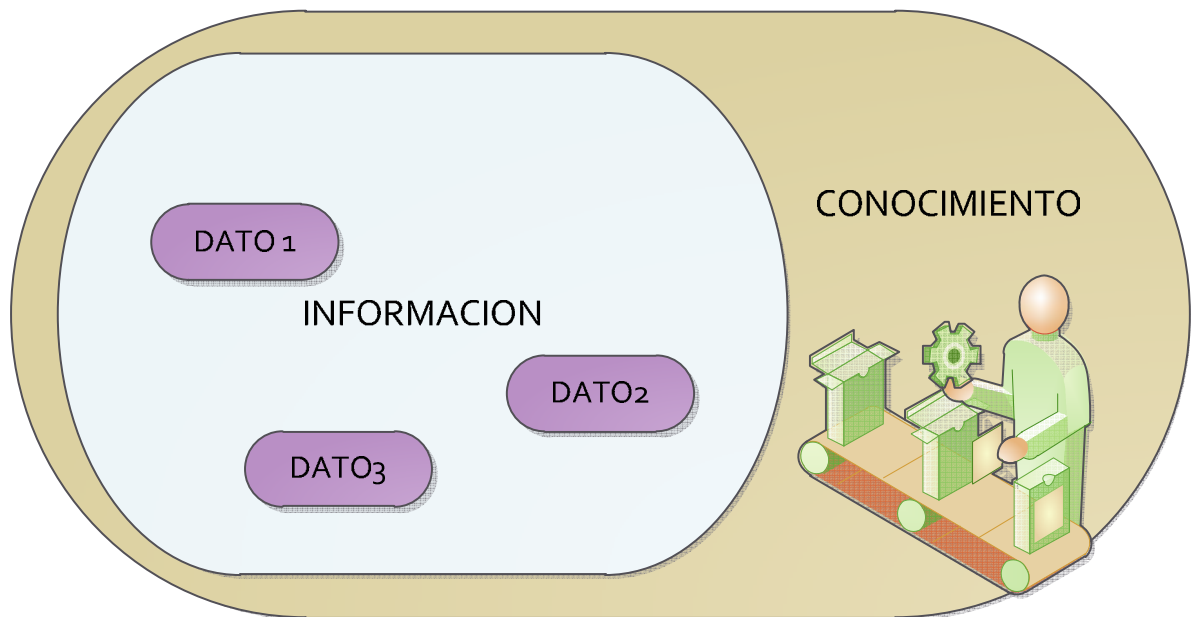 CONOCIMIENTO
DATO 1
INFORMACION
DATO2
DATO3